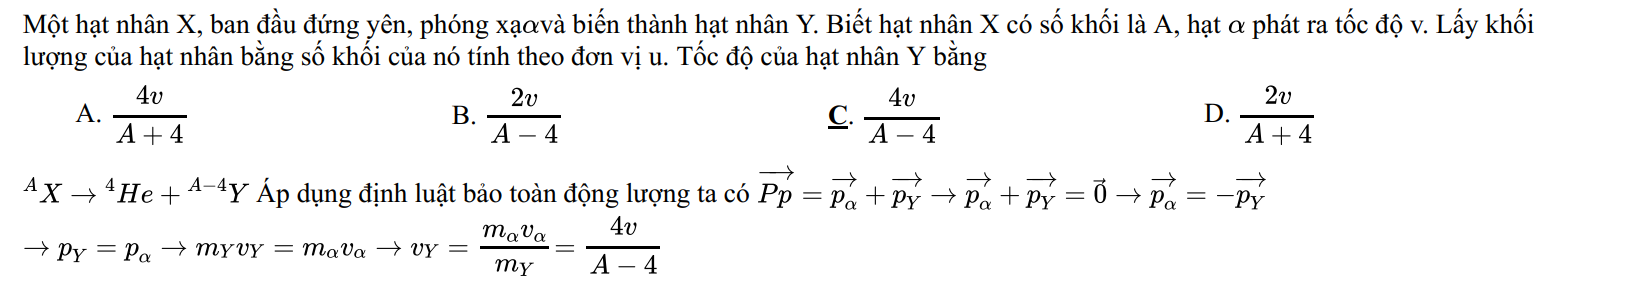 Một hạt nhân X, ban đầu đứng yên, phóng xạαvà biến thành hạt nhân Y. Biết hạt nhân X có số khối là A, hạt α phát ra tốc độ v. Lấy khối
lượng của hạt nhân bằng số khối của nó tính theo đơn vị u. Tốc độ của hạt nhân Y bằng
A. $\frac{4v}{A+4}$ B. $\frac{2v}{A-4}$ C. $\frac{4v}{A-4}$ D. $\frac{2v}{A+4}$
$^{A}X \rightarrow {}^{4}He + {}^{A-4}Y$ Áp dụng định luật bảo toàn động lượng ta có $\overrightarrow{Pp} = \overrightarrow{p_\alpha} + \overrightarrow{p_Y} \rightarrow \overrightarrow{p_\alpha} + \overrightarrow{p_Y} = \vec{0} \rightarrow \overrightarrow{p_\alpha} = -\overrightarrow{p_Y}$
$\rightarrow p_Y = p_\alpha \rightarrow m_Y v_Y = m_\alpha v_\alpha \rightarrow v_Y = \frac{m_\alpha v_\alpha}{m_Y} = \frac{4v}{A-4}$